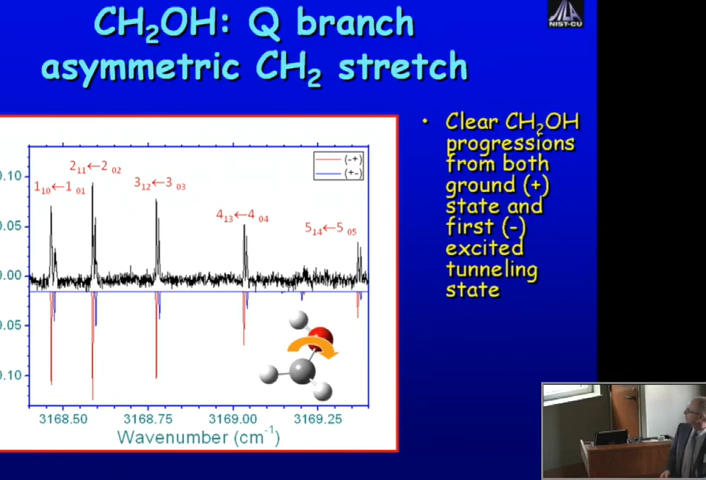 CH₂OH: Q branch
asymmetric CH₂ stretch
NIST-CU
• Clear CH₂OH
progressions
from both
ground (+)
state and
first (-)
excited
tunneling
state
(-+)
(+-)
2₁₁←2₀₂
1₁₀←1₀₁
3₁₂←3₀₃
4₁₃←4₀₄
5₁₄←5₀₅
0.10
0.05
0.00
0.05
0.10
3168.50 3168.75 3169.00 3169.25
Wavenumber (cm⁻¹)